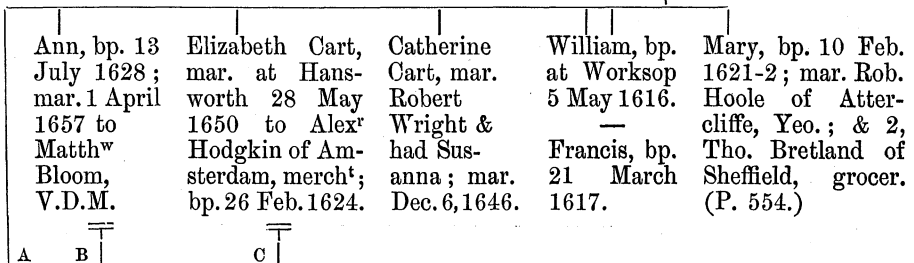 Ann, bp. 13
July 1628 ;
mar. 1 April
1657 to
Matthʷ
Bloom,
V.D.M.
Elizabeth Cart,
mar. at Hans-
worth 28 May
1650 to Alexʳ
Hodgkin of Am-
sterdam, merchᵗ;
bp. 26 Feb. 1624.
Catherine
Cart, mar.
Robert
Wright &
had Sus-
anna ; mar.
Dec. 6, 1646.
William, bp.
at Worksop
5 May 1616.
—
Francis, bp.
21 March
1617.
Mary, bp. 10 Feb.
1621-2 ; mar. Rob.
Hoole of Atter-
cliffe, Yeo. ; & 2,
Tho. Bretland of
Sheffield, grocer.
(P. 554.)
A B C